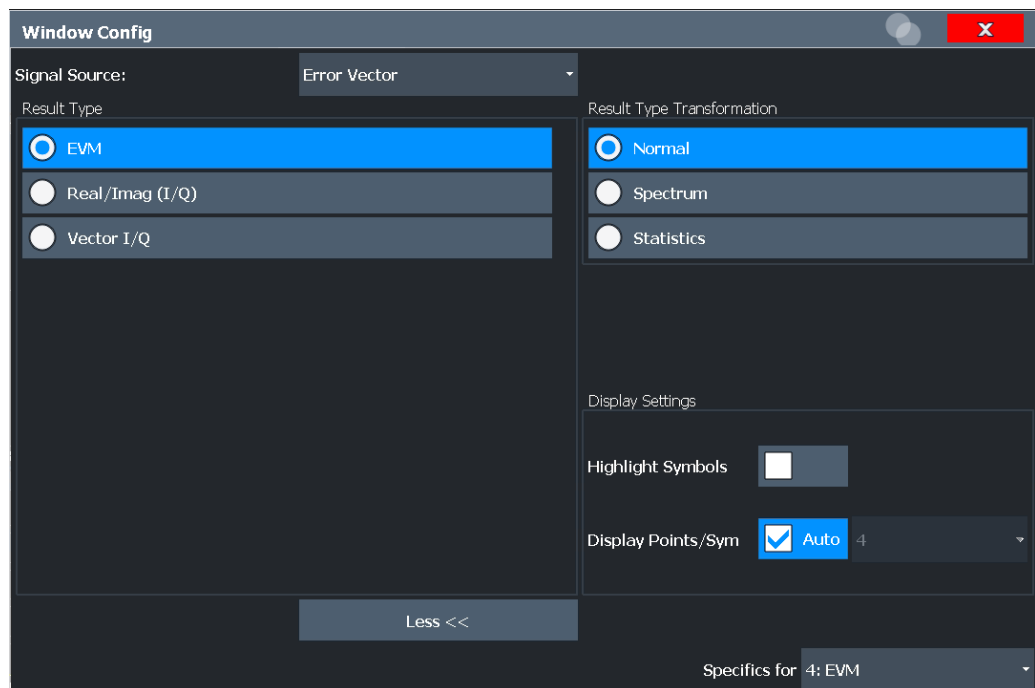 Window Config
X
Signal Source:
Error Vector
Result Type
EVM
Real/Imag (I/Q)
Vector I/Q
Result Type Transformation
Normal
Spectrum
Statistics
Display Settings
Highlight Symbols
Display Points/Sym
Auto
4
Less <<
Specifics for
4: EVM